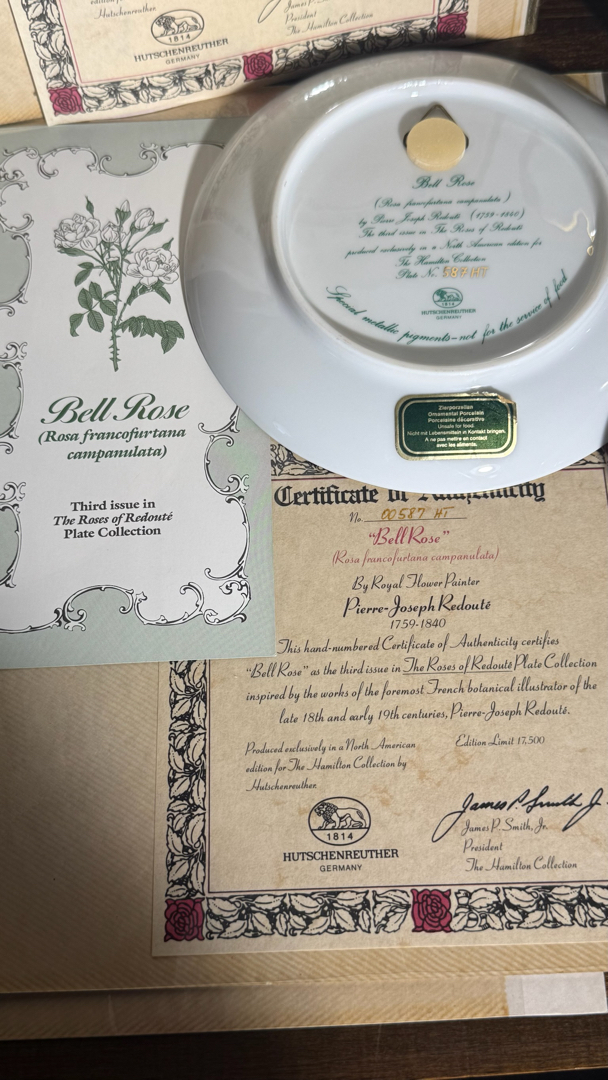 edition for
Hutschenreuther
1814
HUTSCHENREUTHER
GERMANY
James P.
President
The Hamilton Collection
Bell Rose
(Rosa francofurtana campanulata)
by Pierre Joseph Redouté (1759-1840)
The third issue in The Roses of Redouté
produced exclusively in a North American edition for
The Hamilton Collection
Plate No. 587 HT
1814
HUTSCHENREUTHER
GERMANY
Special metallic pigments-not for the service of food
Zierporzellan
Ornamental Porcelain
Porcelaine décorative
Unsafe for food.
Nicht mit Lebensmitteln in Kontakt bringen.
A ne pas mettre en contact
avec les aliments.
Bell Rose
(Rosa francofurtana
campanulata)
Third issue in
The Roses of Redouté
Plate Collection
Certificate of Authenticity
No. 00587 HT
"Bell Rose"
(Rosa francofurtana campanulata)
By Royal Flower Painter
Pierre-Joseph Redouté
1759-1840
This hand-numbered Certificate of Authenticity certifies
"Bell Rose" as the third issue in The Roses of Redouté Plate Collection
inspired by the works of the foremost French botanical illustrator of the
late 18th and early 19th centuries, Pierre-Joseph Redouté.
Produced exclusively in a North American
edition for The Hamilton Collection by
Hutschenreuther.
Edition Limit 17,500
1814
HUTSCHENREUTHER
GERMANY
James P. Smith Jr.
James P. Smith, Jr.
President
The Hamilton Collection